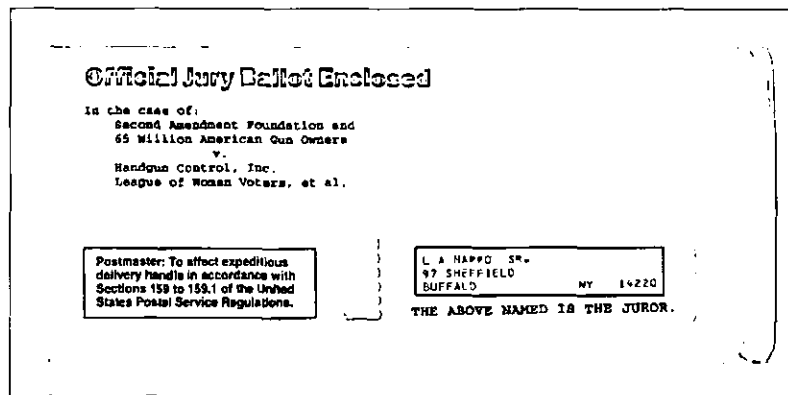 Official Jury Ballot Enclosed
In the case of:
Second Amendment Foundation and
65 Million American Gun Owners
v.
Handgun Control, Inc.
League of Woman Voters, et al.
Postmaster: To affect expeditious
delivery handle in accordance with
Sections 159 to 159.1 of the United
States Postal Service Regulations.
L A NAPPO SR.
97 SHEFFIELD
BUFFALO NY 14220
THE ABOVE NAMED IS THE JUROR.